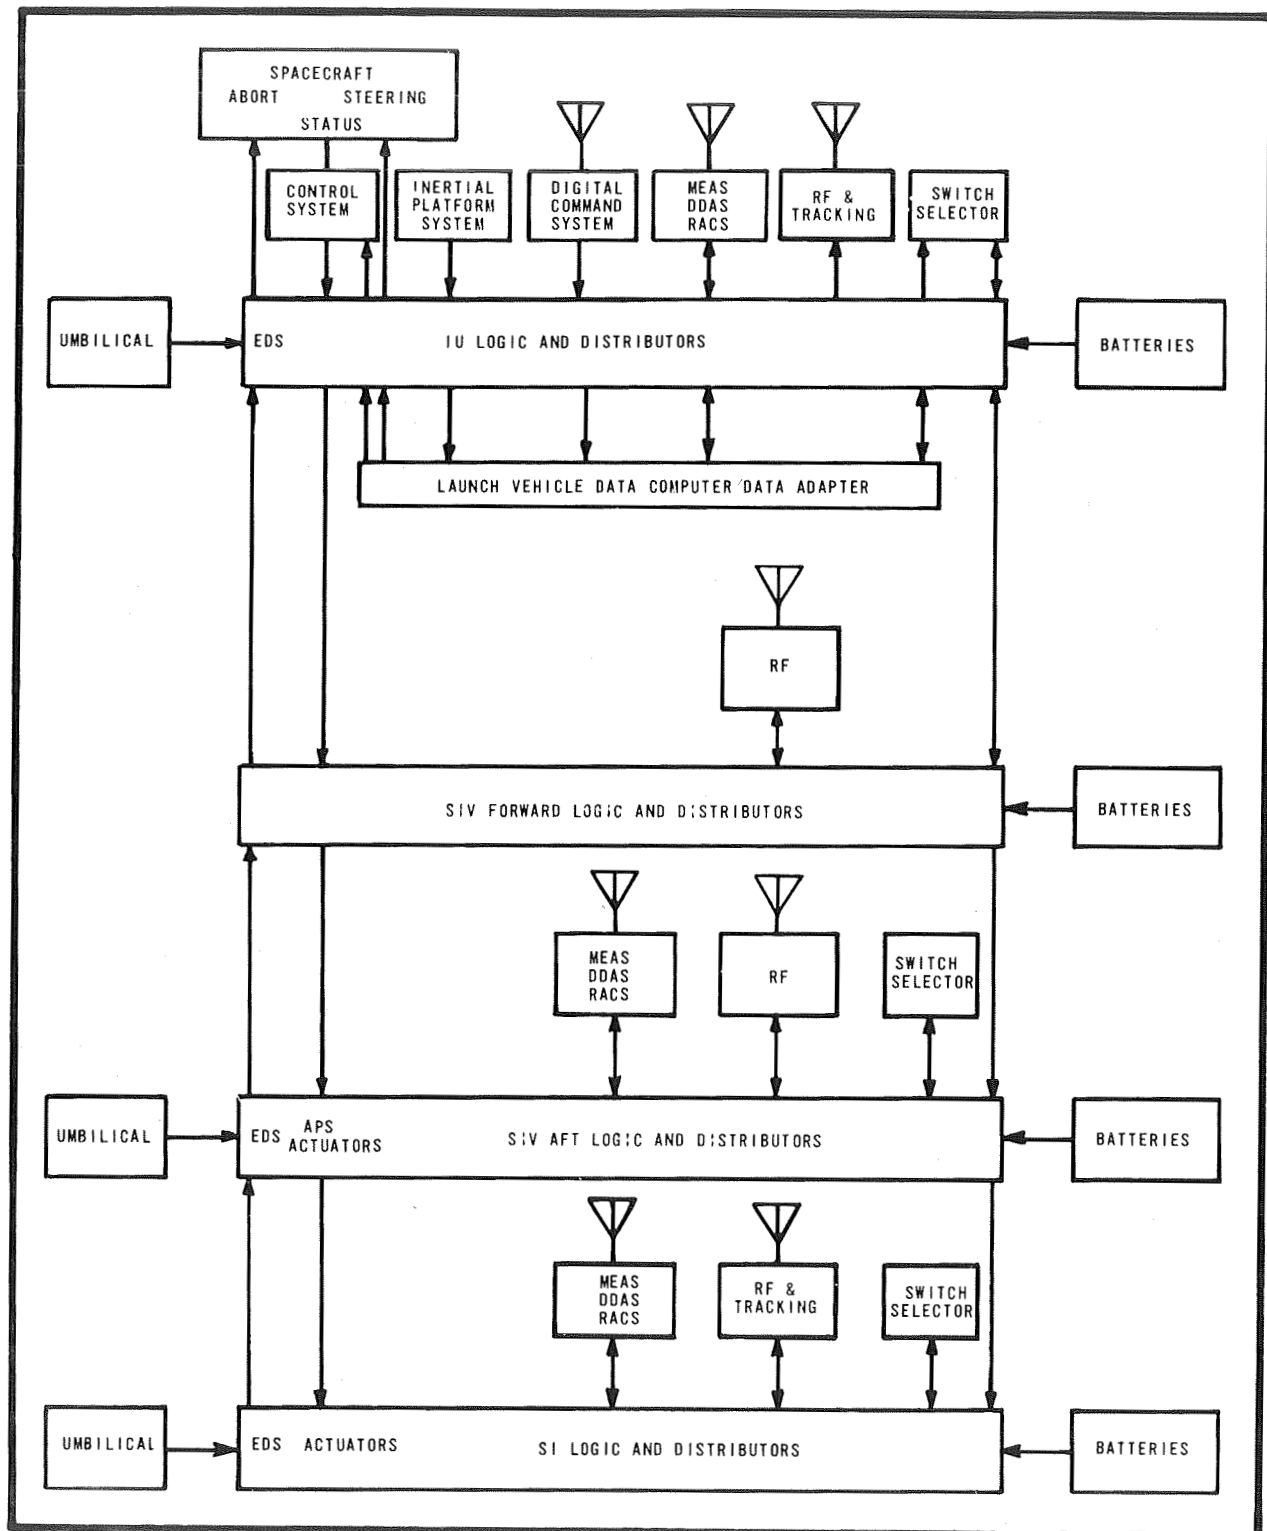 SPACECRAFT
ABORT STEERING
STATUS
CONTROL
SYSTEM
INERTIAL
PLATFORM
SYSTEM
DIGITAL
COMMAND
SYSTEM
MEAS
DDAS
RACS
RF &
TRACKING
SWITCH
SELECTOR
UMBILICAL
EDS IU LOGIC AND DISTRIBUTORS
BATTERIES
LAUNCH VEHICLE DATA COMPUTER/DATA ADAPTER
RF
SIV FORWARD LOGIC AND DISTRIBUTORS
BATTERIES
MEAS
DDAS
RACS
RF
SWITCH
SELECTOR
UMBILICAL
EDS APS
ACTUATORS
SIV AFT LOGIC AND DISTRIBUTORS
BATTERIES
MEAS
DDAS
RACS
RF &
TRACKING
SWITCH
SELECTOR
UMBILICAL
EDS ACTUATORS SI LOGIC AND DISTRIBUTORS
BATTERIES